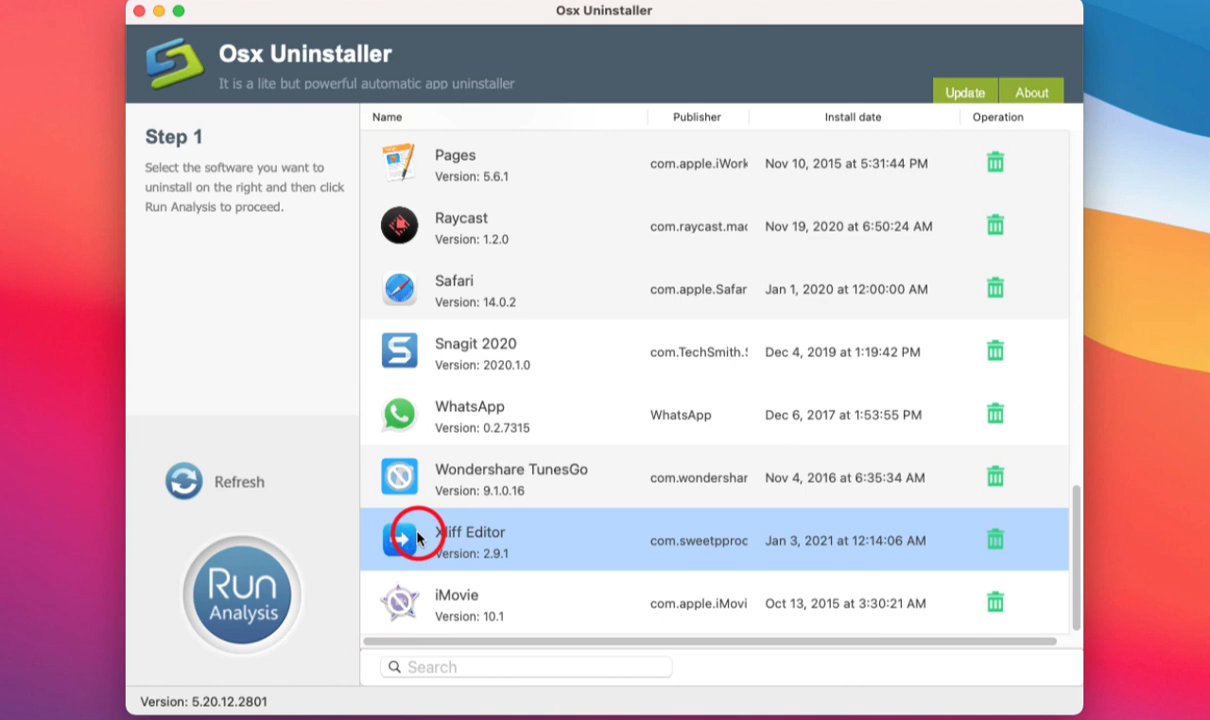 Osx Uninstaller
Osx Uninstaller
It is a lite but powerful automatic app uninstaller
Update About
Step 1
Select the software you want to
uninstall on the right and then click
Run Analysis to proceed.
Refresh
Run
Analysis
Name Publisher Install date Operation
Pages
Version: 5.6.1
com.apple.iWork Nov 10, 2015 at 5:31:44 PM
Raycast
Version: 1.2.0
com.raycast.mac Nov 19, 2020 at 6:50:24 AM
Safari
Version: 14.0.2
com.apple.Safar Jan 1, 2020 at 12:00:00 AM
Snagit 2020
Version: 2020.1.0
com.TechSmith. Dec 4, 2019 at 1:19:42 PM
WhatsApp
Version: 0.2.7315
WhatsApp Dec 6, 2017 at 1:53:55 PM
Wondershare TunesGo
Version: 9.1.0.16
com.wondershar Nov 4, 2016 at 6:35:34 AM
Xliff Editor
Version: 2.9.1
com.sweetpproc Jan 3, 2021 at 12:14:06 AM
iMovie
Version: 10.1
com.apple.iMovi Oct 13, 2015 at 3:30:21 AM
Search
Version: 5.20.12.2801